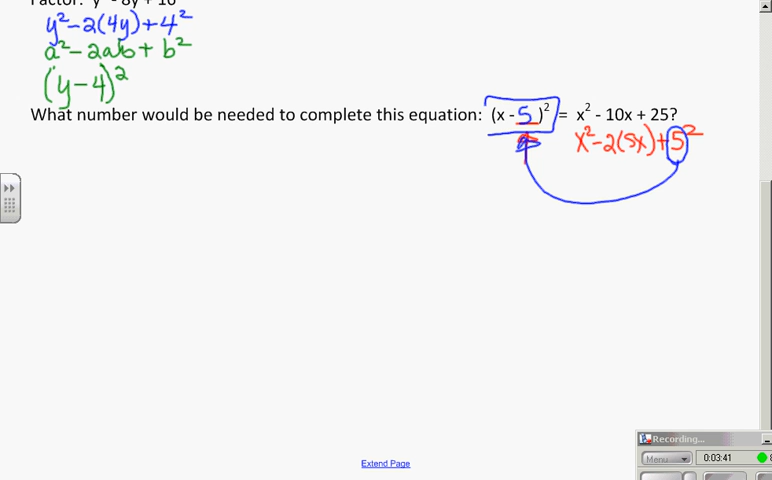 y² - 2(4y) + 4²
a² - 2ab + b²
(y - 4)²
What number would be needed to complete this equation: (x - 5 )² = x² - 10x + 25?
x² - 2(5x) + 5²
Extend Page
Recording...
Menu
0:03:41